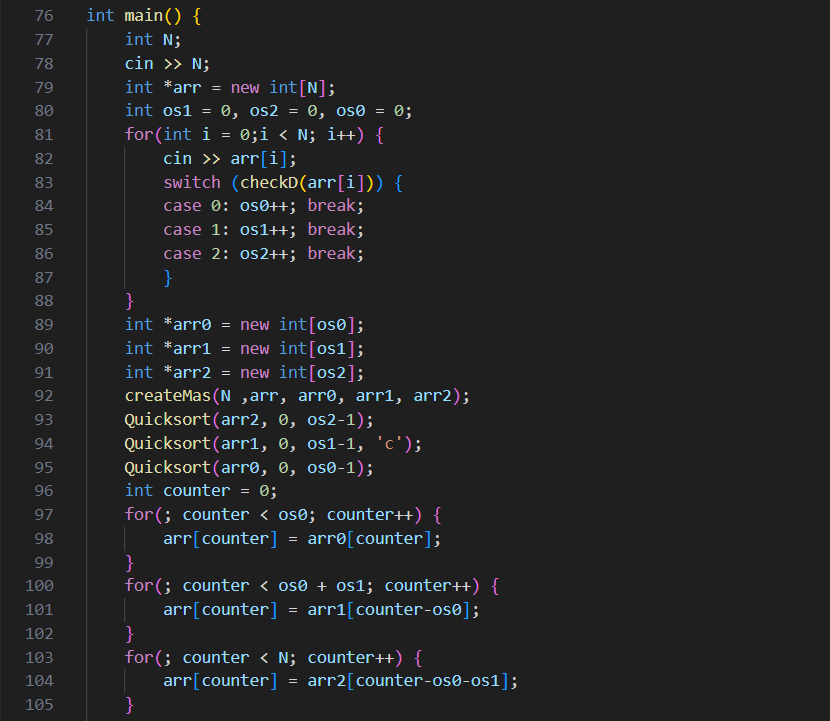 76 int main() {
77 int N;
78 cin >> N;
79 int *arr = new int[N];
80 int os1 = 0, os2 = 0, os0 = 0;
81 for(int i = 0;i < N; i++) {
82 cin >> arr[i];
83 switch (checkD(arr[i])) {
84 case 0: os0++; break;
85 case 1: os1++; break;
86 case 2: os2++; break;
87 }
88 }
89 int *arr0 = new int[os0];
90 int *arr1 = new int[os1];
91 int *arr2 = new int[os2];
92 createMas(N ,arr, arr0, arr1, arr2);
93 Quicksort(arr2, 0, os2-1);
94 Quicksort(arr1, 0, os1-1, 'c');
95 Quicksort(arr0, 0, os0-1);
96 int counter = 0;
97 for(; counter < os0; counter++) {
98 arr[counter] = arr0[counter];
99 }
100 for(; counter < os0 + os1; counter++) {
101 arr[counter] = arr1[counter-os0];
102 }
103 for(; counter < N; counter++) {
104 arr[counter] = arr2[counter-os0-os1];
105 }